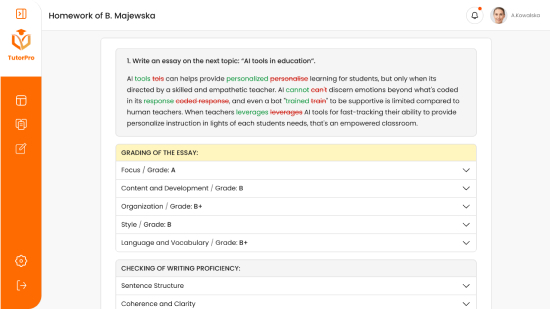 Homework of B. Majewska
A.Kowalska
TutorPro
1. Write an essay on the next topic: “AI tools in education”.
AI tools tois can helps provide personalized personalise learning for students, but only when its
directed by a skilled and empathetic teacher. AI cannot can't discern emotions beyond what's coded
in its response coded response, and even a bot "trained train" to be supportive is limited compared to
human teachers. When teachers leverages leverages AI tools for fast-tracking their ability to provide
personalize instruction in lights of each students needs, that's an empowered classroom.
GRADING OF THE ESSAY:
Focus / Grade: A
Content and Development / Grade: B
Organization / Grade: B+
Style / Grade: B
Language and Vocabulary / Grade: B+
CHECKING OF WRITING PROFICIENCY:
Sentence Structure
Coherence and Clarity